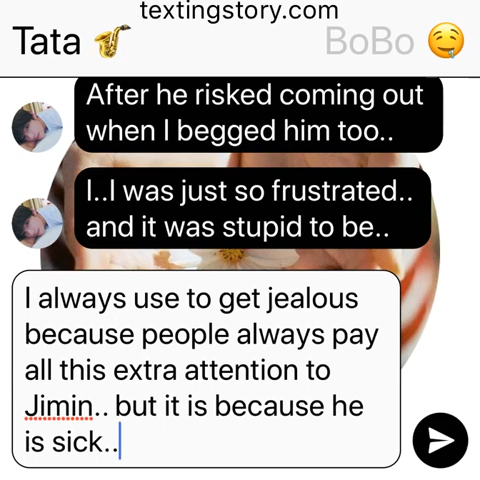 textingstory.com
Tata 🎷 BoBo 🤤
After he risked coming out
when I begged him too..
I..I was just so frustrated..
and it was stupid to be..
I always use to get jealous
because people always pay
all this extra attention to
Jimin.. but it is because he
is sick..